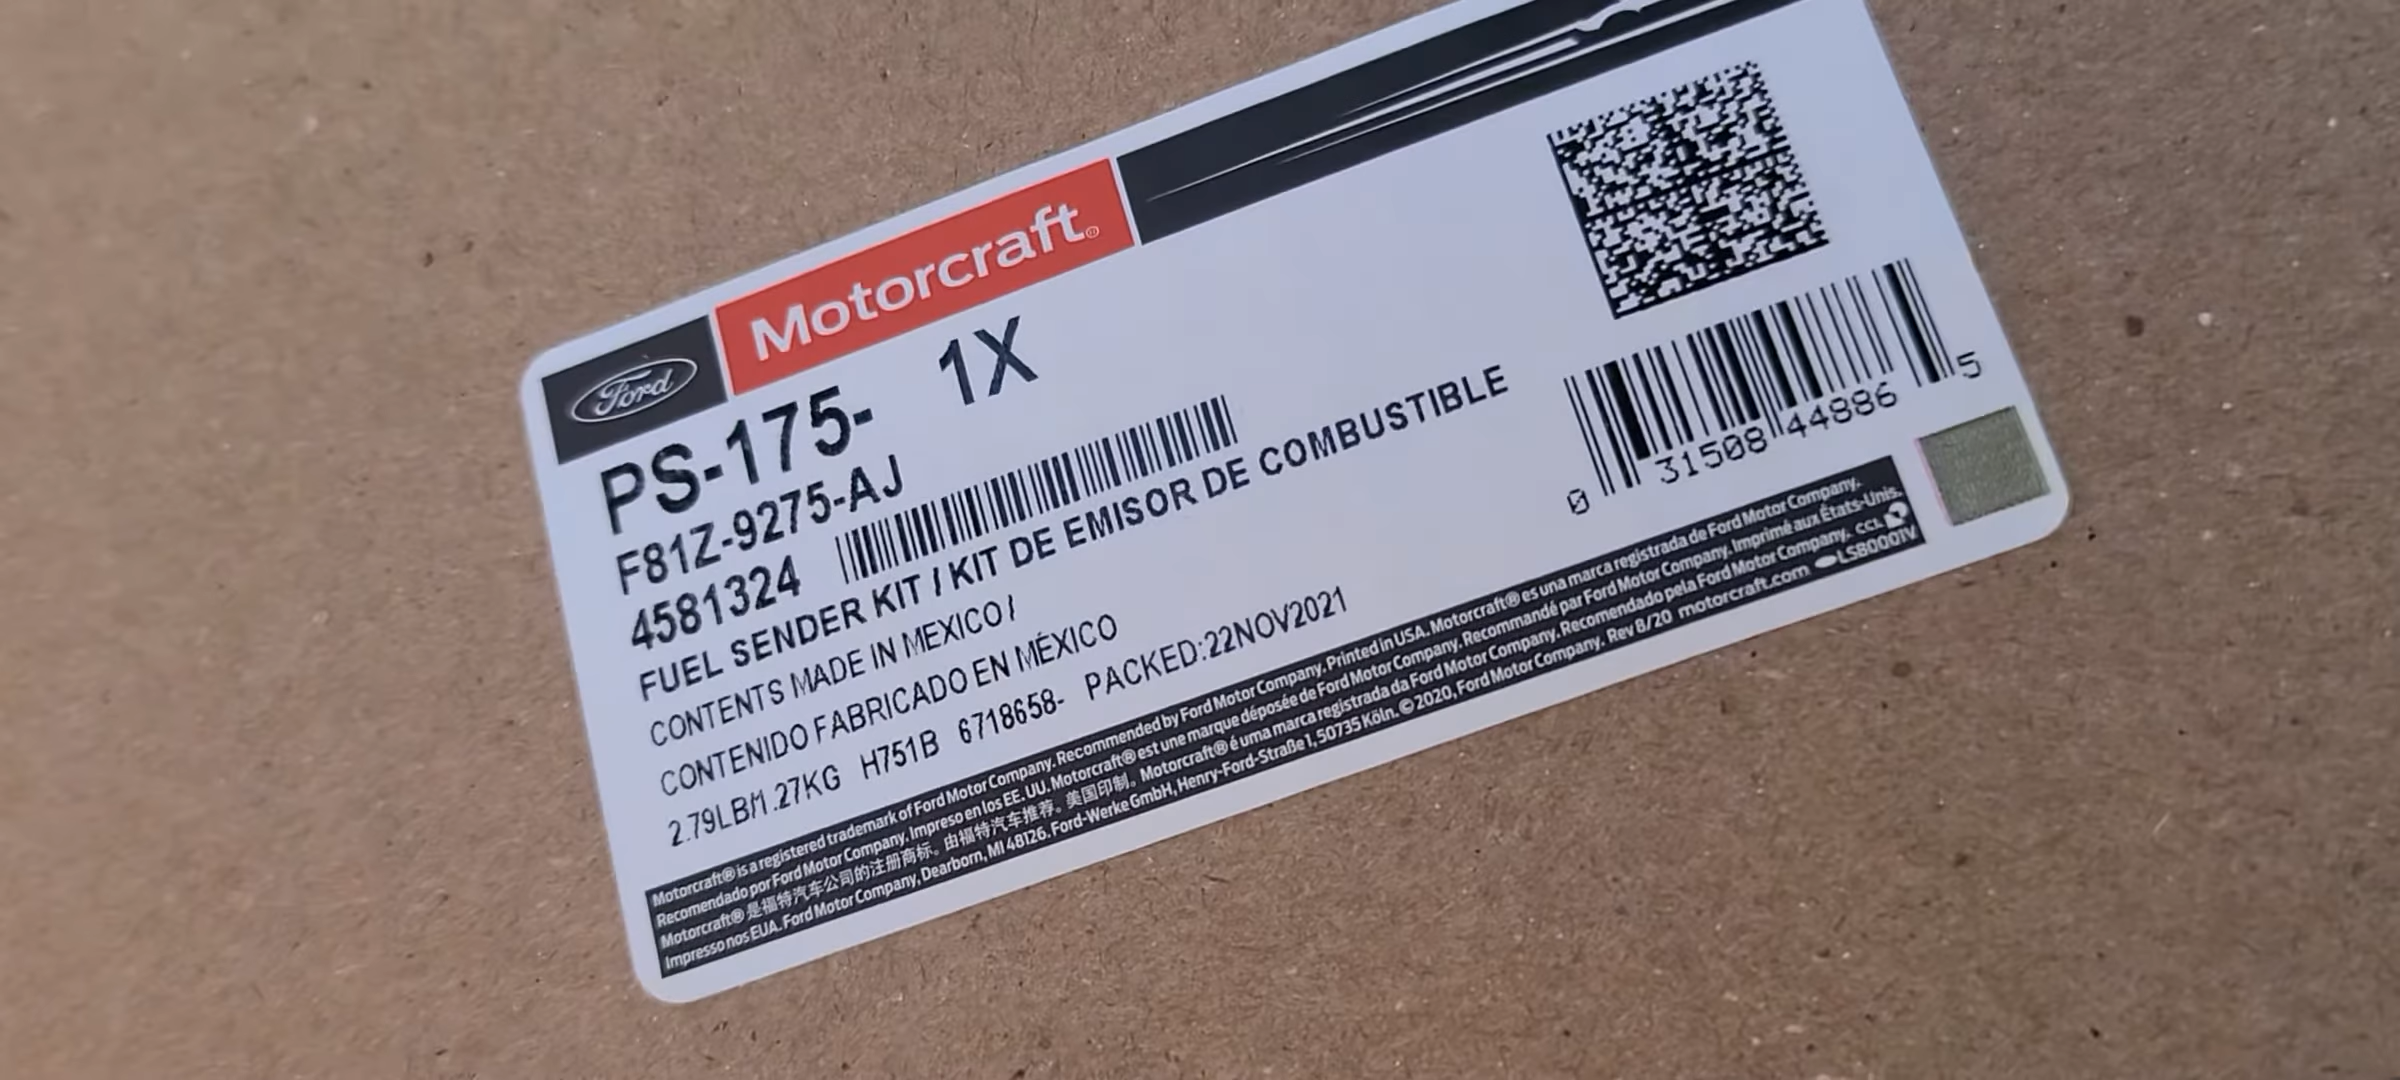 Ford Motorcraft®
PS-175- 1X
F81Z-9275-AJ
4581324
FUEL SENDER KIT / KIT DE EMISOR DE COMBUSTIBLE
CONTENTS MADE IN MEXICO /
CONTENIDO FABRICADO EN MÉXICO
2.79LB/1.27KG H751B 6718658- PACKED:22NOV2021
0 31508 44886 5
Motorcraft® is a registered trademark of Ford Motor Company. Recommended by Ford Motor Company. Printed in USA. Motorcraft® es una marca registrada de Ford Motor Company.
Recomendado por Ford Motor Company. Impreso en los EE. UU. Motorcraft® est une marque déposée de Ford Motor Company. Recommandé par Ford Motor Company. Imprimé aux États-Unis.
Motorcraft® 是福特汽车公司的注册商标。由福特汽车推荐。美国印制。Motorcraft® é uma marca registrada da Ford Motor Company. Recomendado pela Ford Motor Company. CCL
Impresso nos EUA. Ford Motor Company, Dearborn, MI 48126. Ford-Werke GmbH, Henry-Ford-Straße 1, 50735 Köln. © 2020, Ford Motor Company. Rev 8/20 motorcraft.com LSB0001V